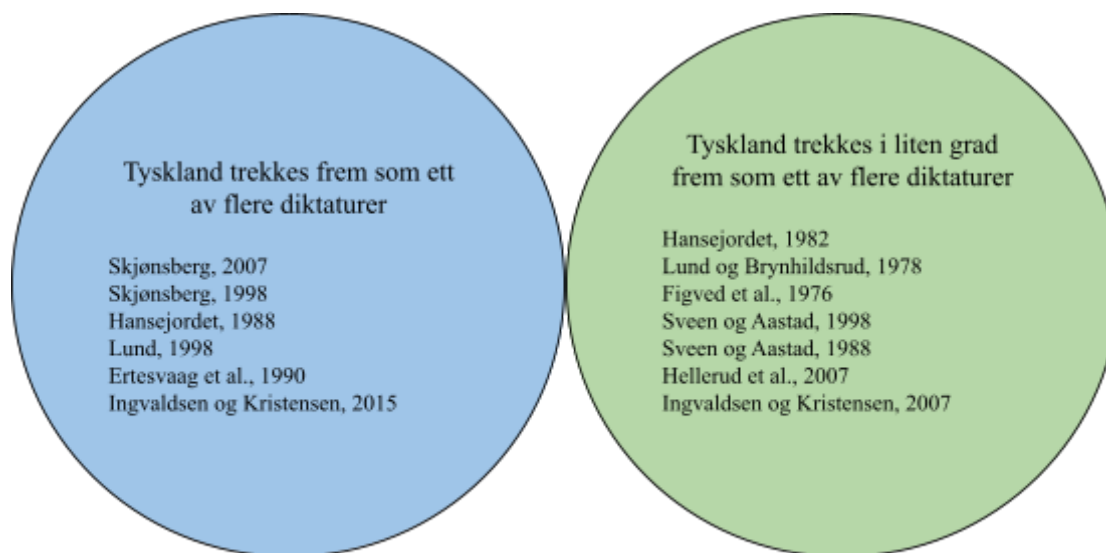 Tyskland trekkes frem som ett
av flere diktaturer
Skjønsberg, 2007
Skjønsberg, 1998
Hansejordet, 1988
Lund, 1998
Ertesvaag et al., 1990
Ingvaldsen og Kristensen, 2015
Tyskland trekkes i liten grad
frem som ett av flere diktaturer
Hansejordet, 1982
Lund og Brynhildsrud, 1978
Figved et al., 1976
Sveen og Aastad, 1998
Sveen og Aastad, 1988
Hellerud et al., 2007
Ingvaldsen og Kristensen, 2007